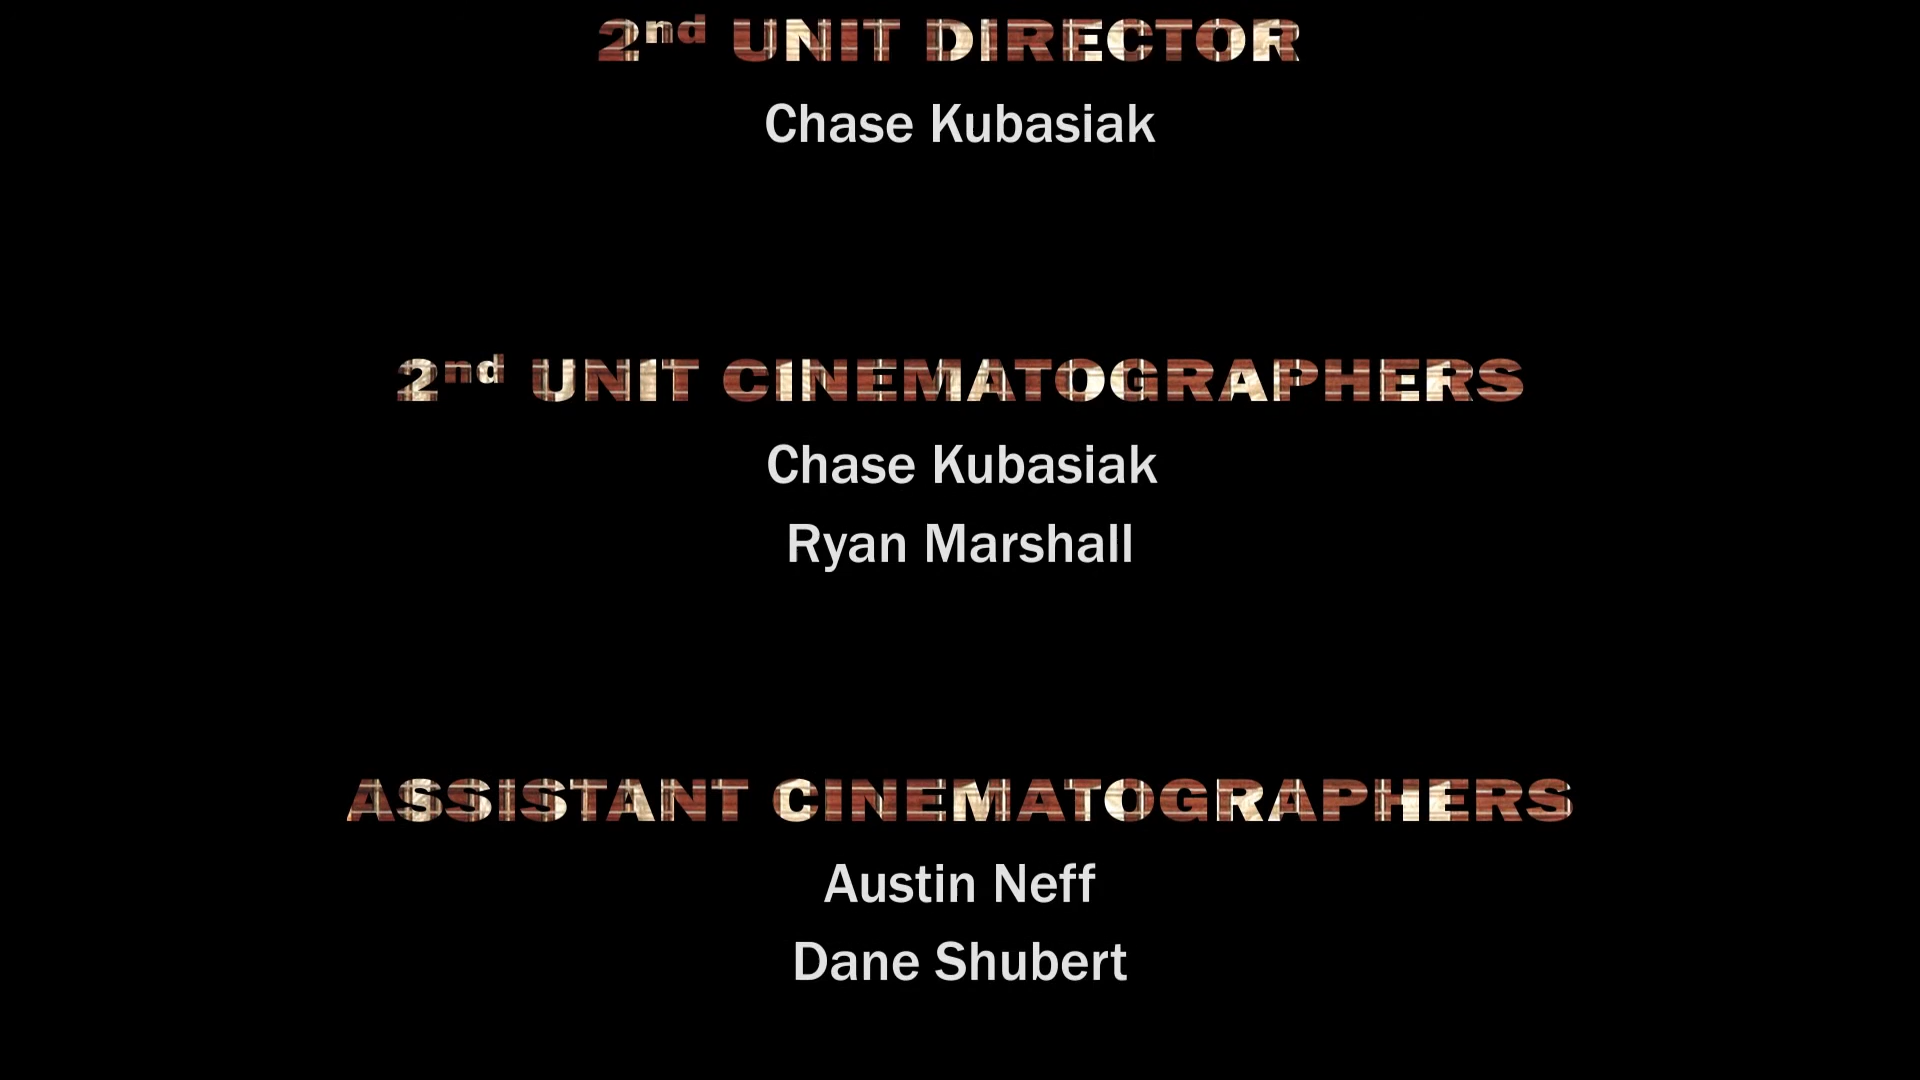 2nd UNIT DIRECTOR
Chase Kubasiak
2nd UNIT CINEMATOGRAPHERS
Chase Kubasiak
Ryan Marshall
ASSISTANT CINEMATOGRAPHERS
Austin Neff
Dane Shubert